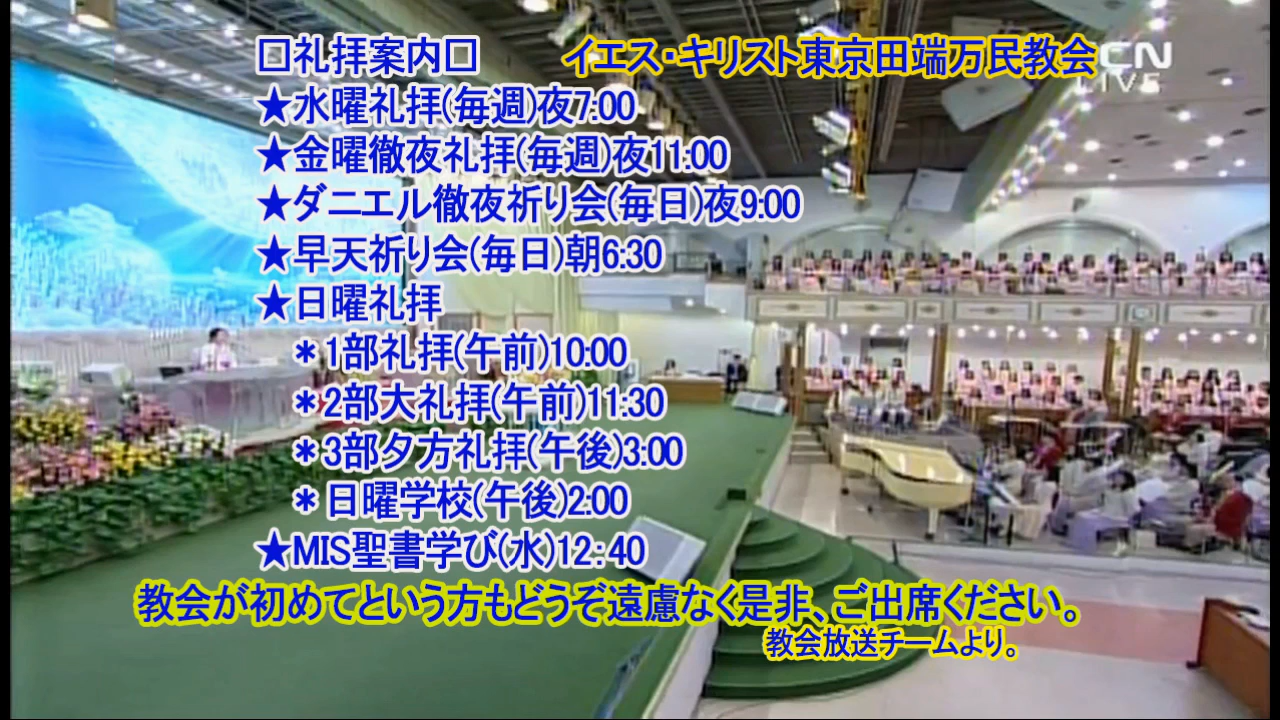 □礼拝案内□ イエス・キリスト東京田端万民教会 CN
LIVE
★水曜礼拝(毎週)夜7:00
★金曜徹夜礼拝(毎週)夜11:00
★ダニエル徹夜祈り会(毎日)夜9:00
★早天祈り会(毎日)朝6:30
★日曜礼拝
＊1部礼拝(午前)10:00
＊2部大礼拝(午前)11:30
＊3部夕方礼拝(午後)3:00
＊日曜学校(午後)2:00
★MIS聖書学び(水)12:40
教会が初めてという方もどうぞ遠慮なく是非、ご出席ください。
教会放送チームより。